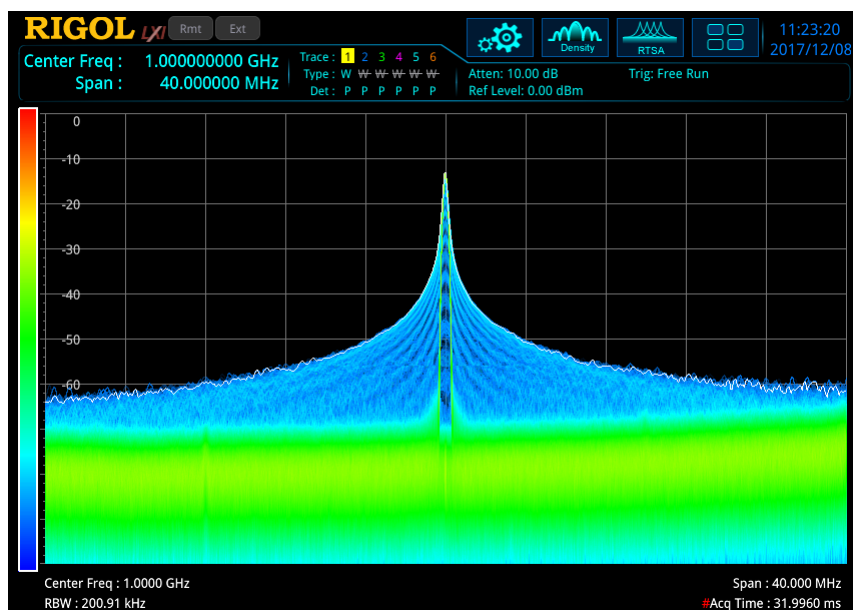 RIGOL LXI Rmt Ext
Density
RTSA
11:23:20
2017/12/08
Center Freq : 1.000000000 GHz
Span : 40.000000 MHz
Trace : 1 2 3 4 5 6
Type : W W W W W W
Det : P P P P P P
Atten: 10.00 dB
Ref Level: 0.00 dBm
Trig: Free Run
0
-10
-20
-30
-40
-50
-60
Center Freq : 1.0000 GHz
Span : 40.000 MHz
RBW : 200.91 kHz
#Acq Time : 31.9960 ms